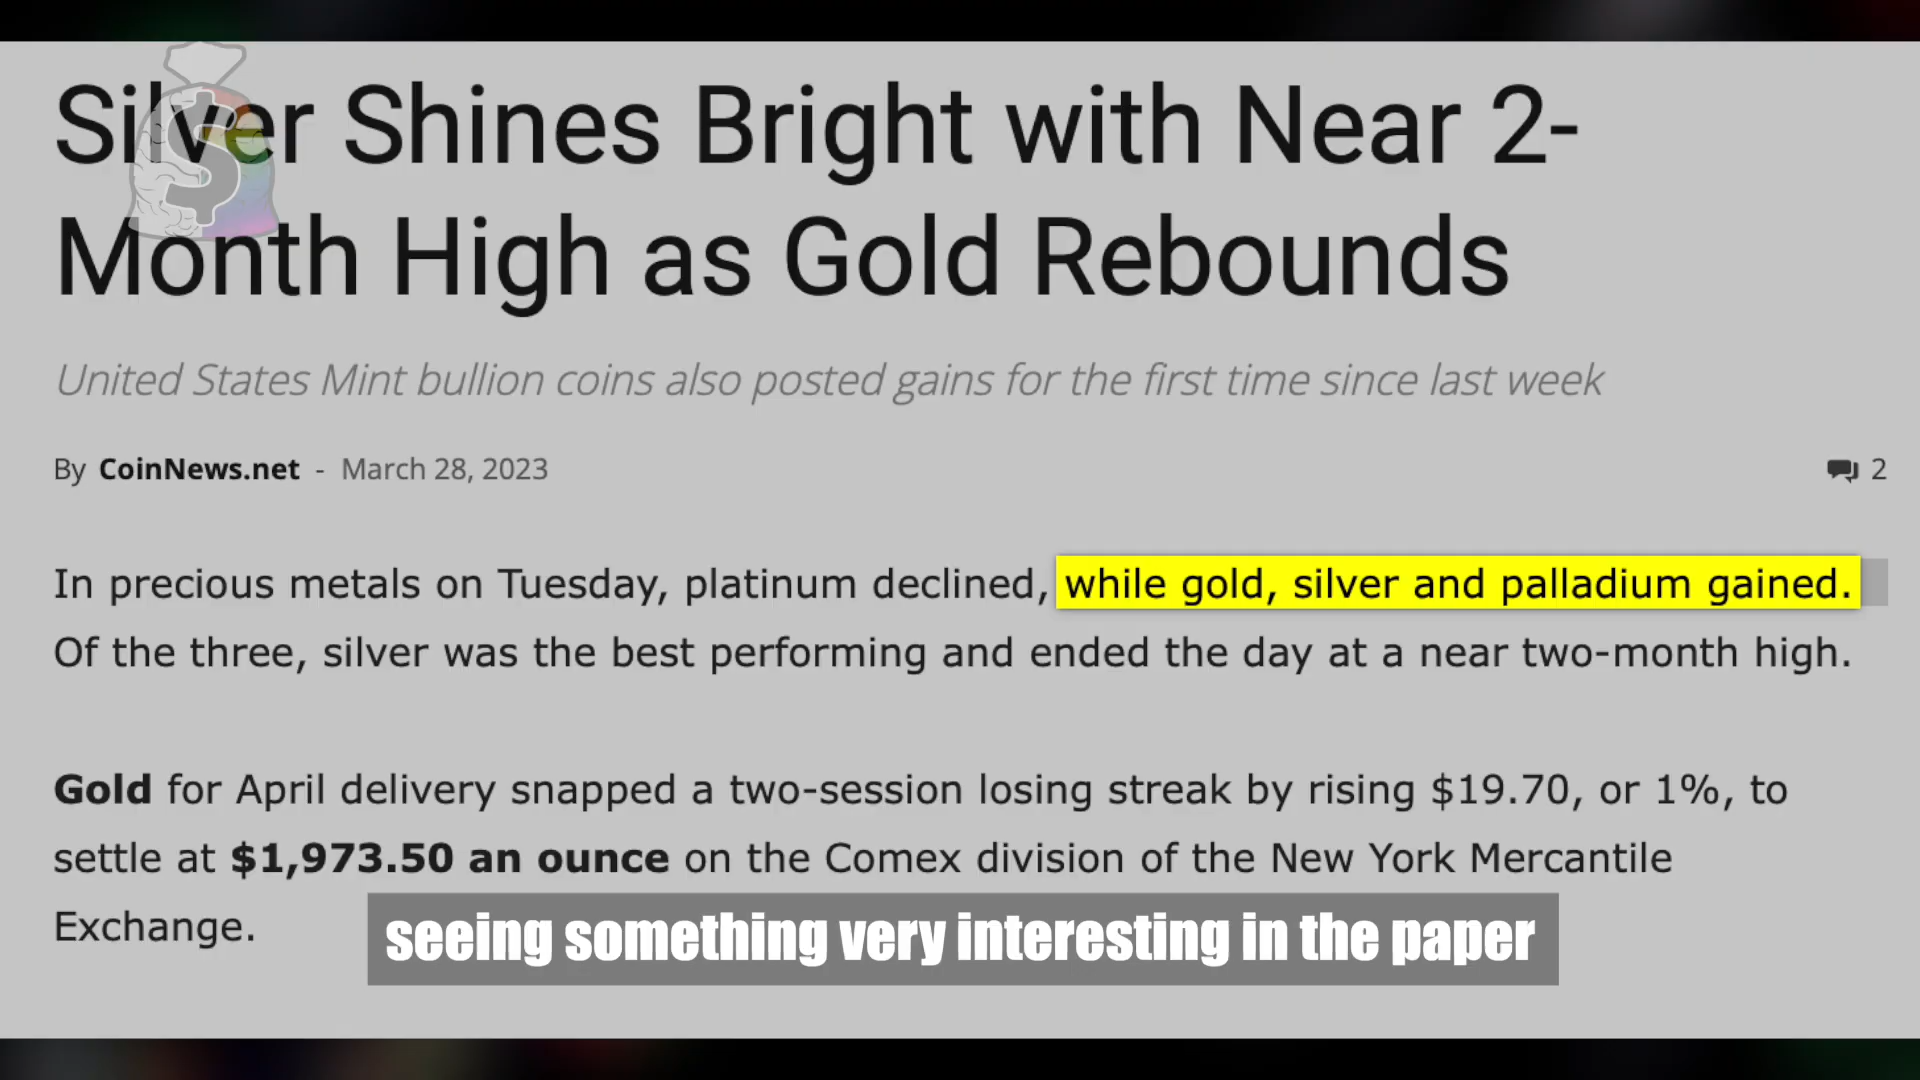 Silver Shines Bright with Near 2-
Month High as Gold Rebounds
United States Mint bullion coins also posted gains for the first time since last week
By CoinNews.net - March 28, 2023
2
In precious metals on Tuesday, platinum declined, while gold, silver and palladium gained.
Of the three, silver was the best performing and ended the day at a near two-month high.
Gold for April delivery snapped a two-session losing streak by rising $19.70, or 1%, to
settle at $1,973.50 an ounce on the Comex division of the New York Mercantile
Exchange.
seeing something very interesting in the paper
$